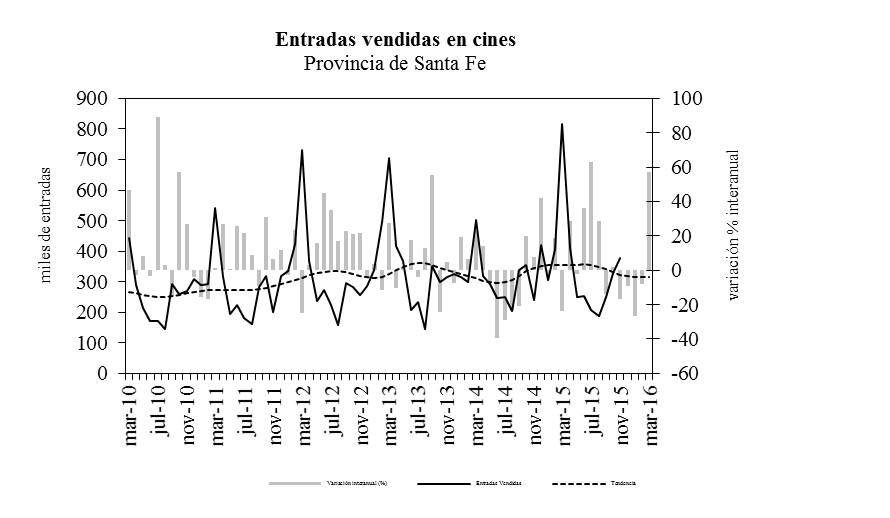 Entradas vendidas en cines
Provincia de Santa Fe
miles de entradas
900
800
700
600
500
400
300
200
100
0
100
80
60
40
20
0
-20
-40
-60
variación % interanual
mar-10
jul-10
nov-10
mar-11
jul-11
nov-11
mar-12
jul-12
nov-12
mar-13
jul-13
nov-13
mar-14
jul-14
nov-14
mar-15
jul-15
nov-15
mar-16
Variación interanual (%)
Entradas Vendidas
Tendencia